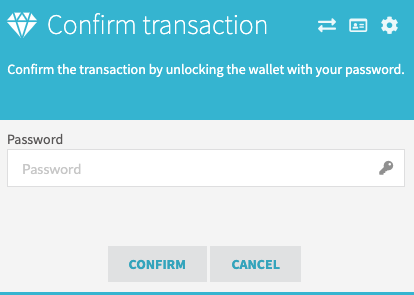 Confirm transaction
Confirm the transaction by unlocking the wallet with your password.
Password
Password
CONFIRM CANCEL